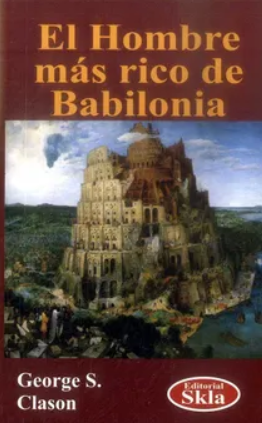 El Hombre
más rico de
Babilonia
George S.
Clason
Editorial
Skla